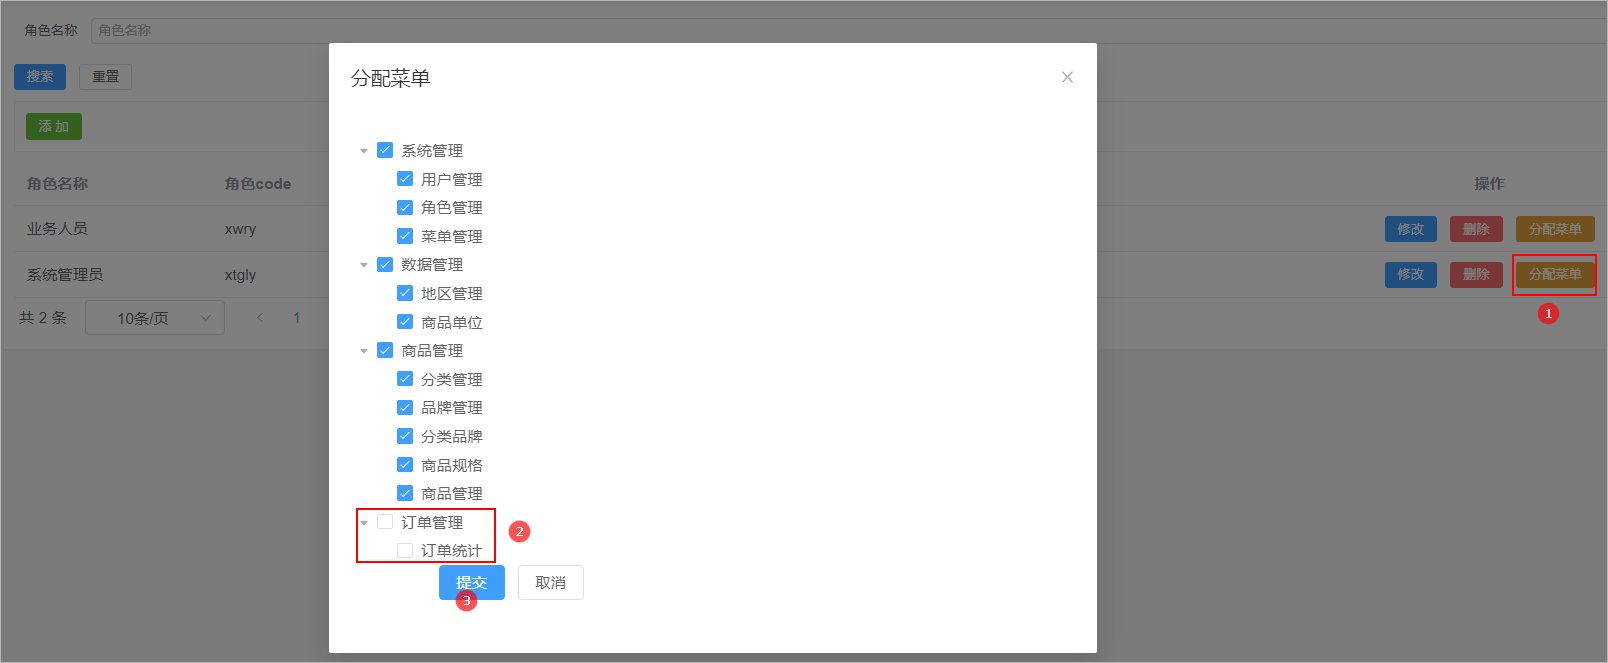 角色名称 角色名称
搜索 重置
添 加
角色名称 角色code 操作
业务人员 xwry 修改 删除 分配菜单
系统管理员 xtgly 修改 删除 分配菜单
共 2 条 10条/页 1
1
分配菜单
系统管理
用户管理
角色管理
菜单管理
数据管理
地区管理
商品单位
商品管理
分类管理
品牌管理
分类品牌
商品规格
商品管理
订单管理
2
订单统计
提交 取消
3